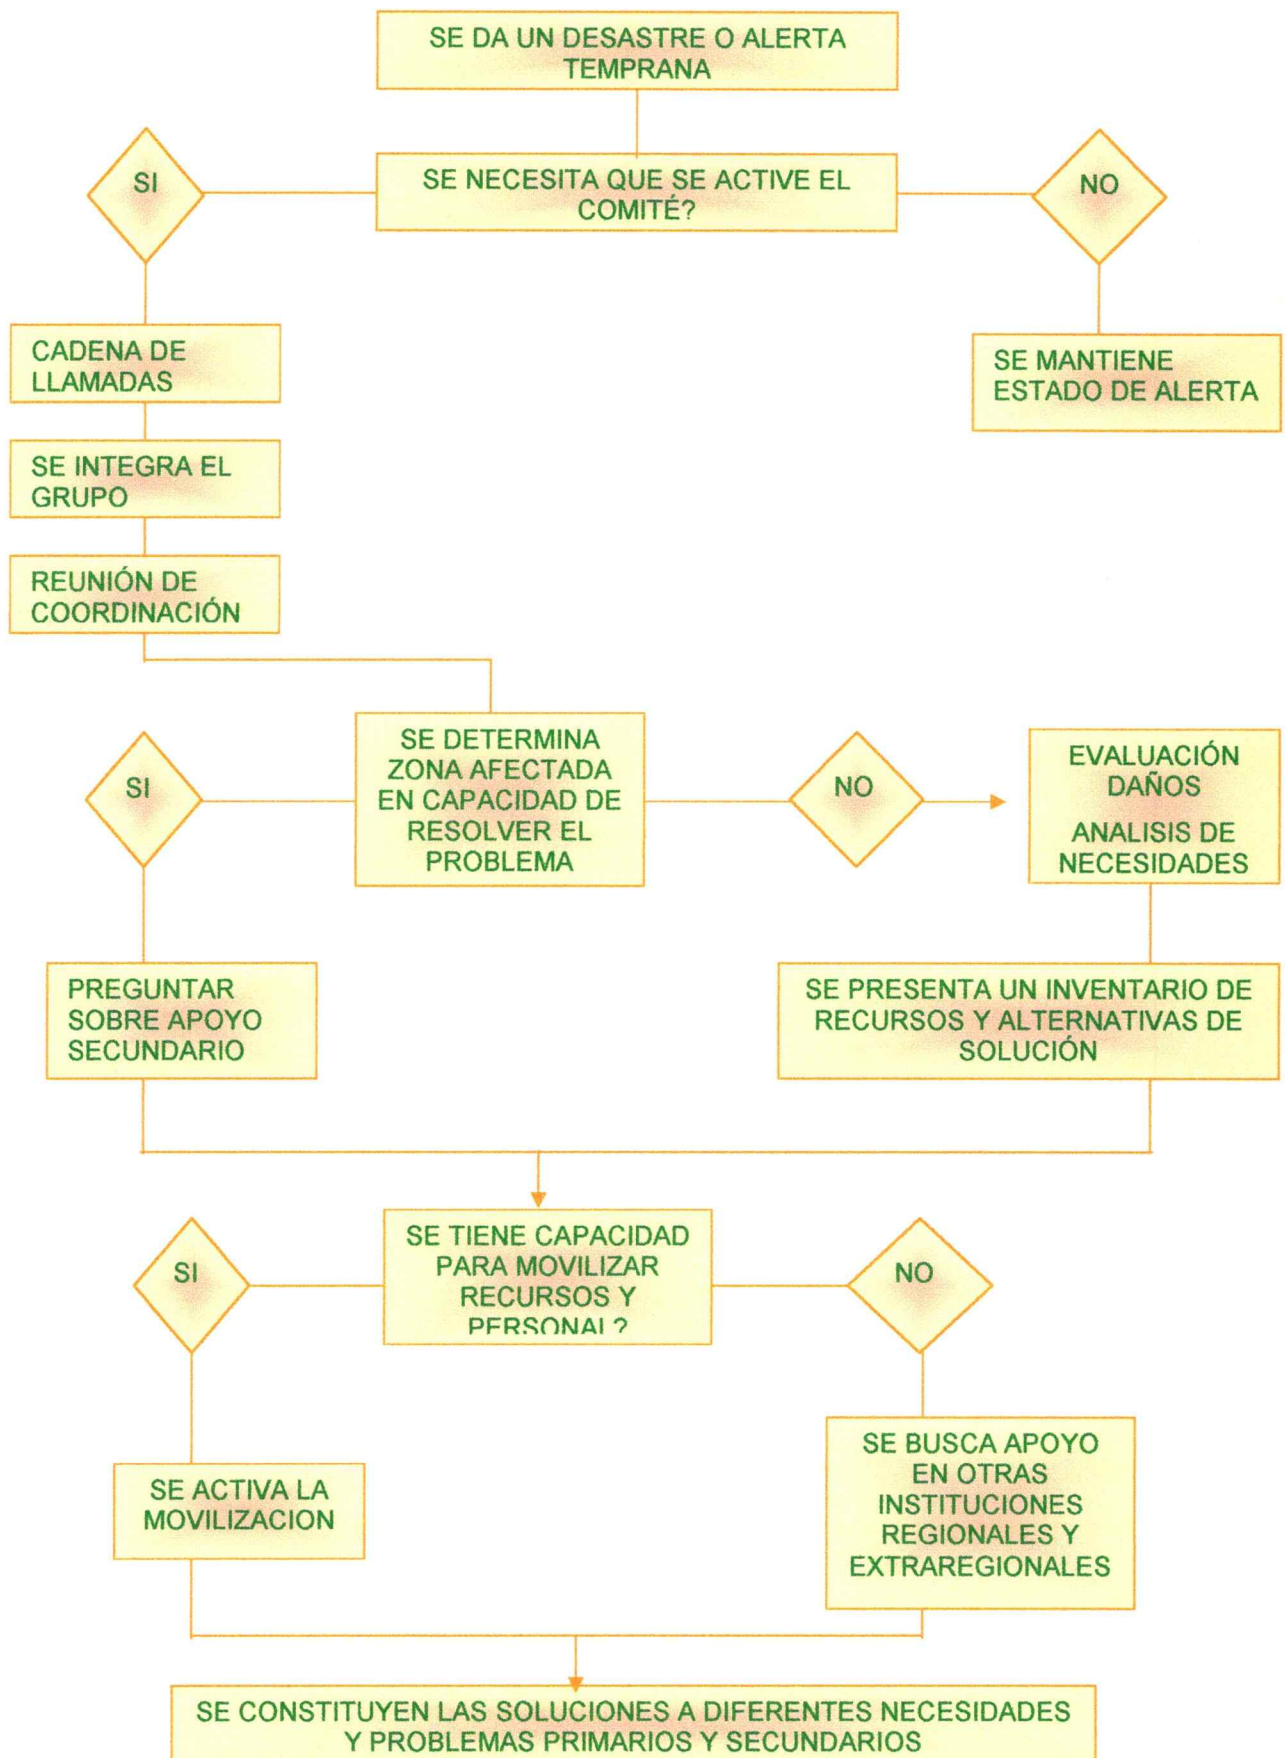 SE DA UN DESASTRE O ALERTA
TEMPRANA
SI
SE NECESITA QUE SE ACTIVE EL
COMITÉ?
NO
CADENA DE
LLAMADAS
SE MANTIENE
ESTADO DE ALERTA
SE INTEGRA EL
GRUPO
REUNIÓN DE
COORDINACIÓN
SI
SE DETERMINA
ZONA AFECTADA
EN CAPACIDAD DE
RESOLVER EL
PROBLEMA
NO
EVALUACIÓN
DAÑOS
ANALISIS DE
NECESIDADES
PREGUNTAR
SOBRE APOYO
SECUNDARIO
SE PRESENTA UN INVENTARIO DE
RECURSOS Y ALTERNATIVAS DE
SOLUCIÓN
SI
SE TIENE CAPACIDAD
PARA MOVILIZAR
RECURSOS Y
PERSONAL?
NO
SE ACTIVA LA
MOVILIZACION
SE BUSCA APOYO
EN OTRAS
INSTITUCIONES
REGIONALES Y
EXTRAREGIONALES
SE CONSTITUYEN LAS SOLUCIONES A DIFERENTES NECESIDADES
Y PROBLEMAS PRIMARIOS Y SECUNDARIOS